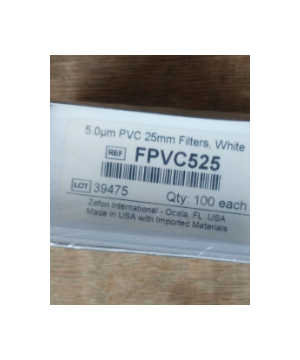 5.0µm PVC 25mm Filters, White
REF FPVC525
LOT 39475 Qty: 100 each
Zefon International - Ocala, FL USA
Made in USA with Imported Materials